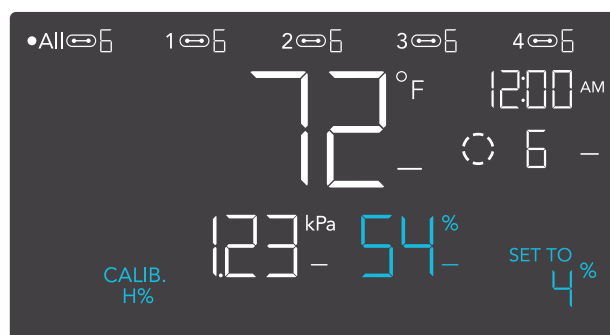 •All 6 1 6 2 6 3 6 4 6
72 °F 12:00 AM
6 –
–
1.23 kPa – 54 % –
CALIB. H% SET TO 4 %